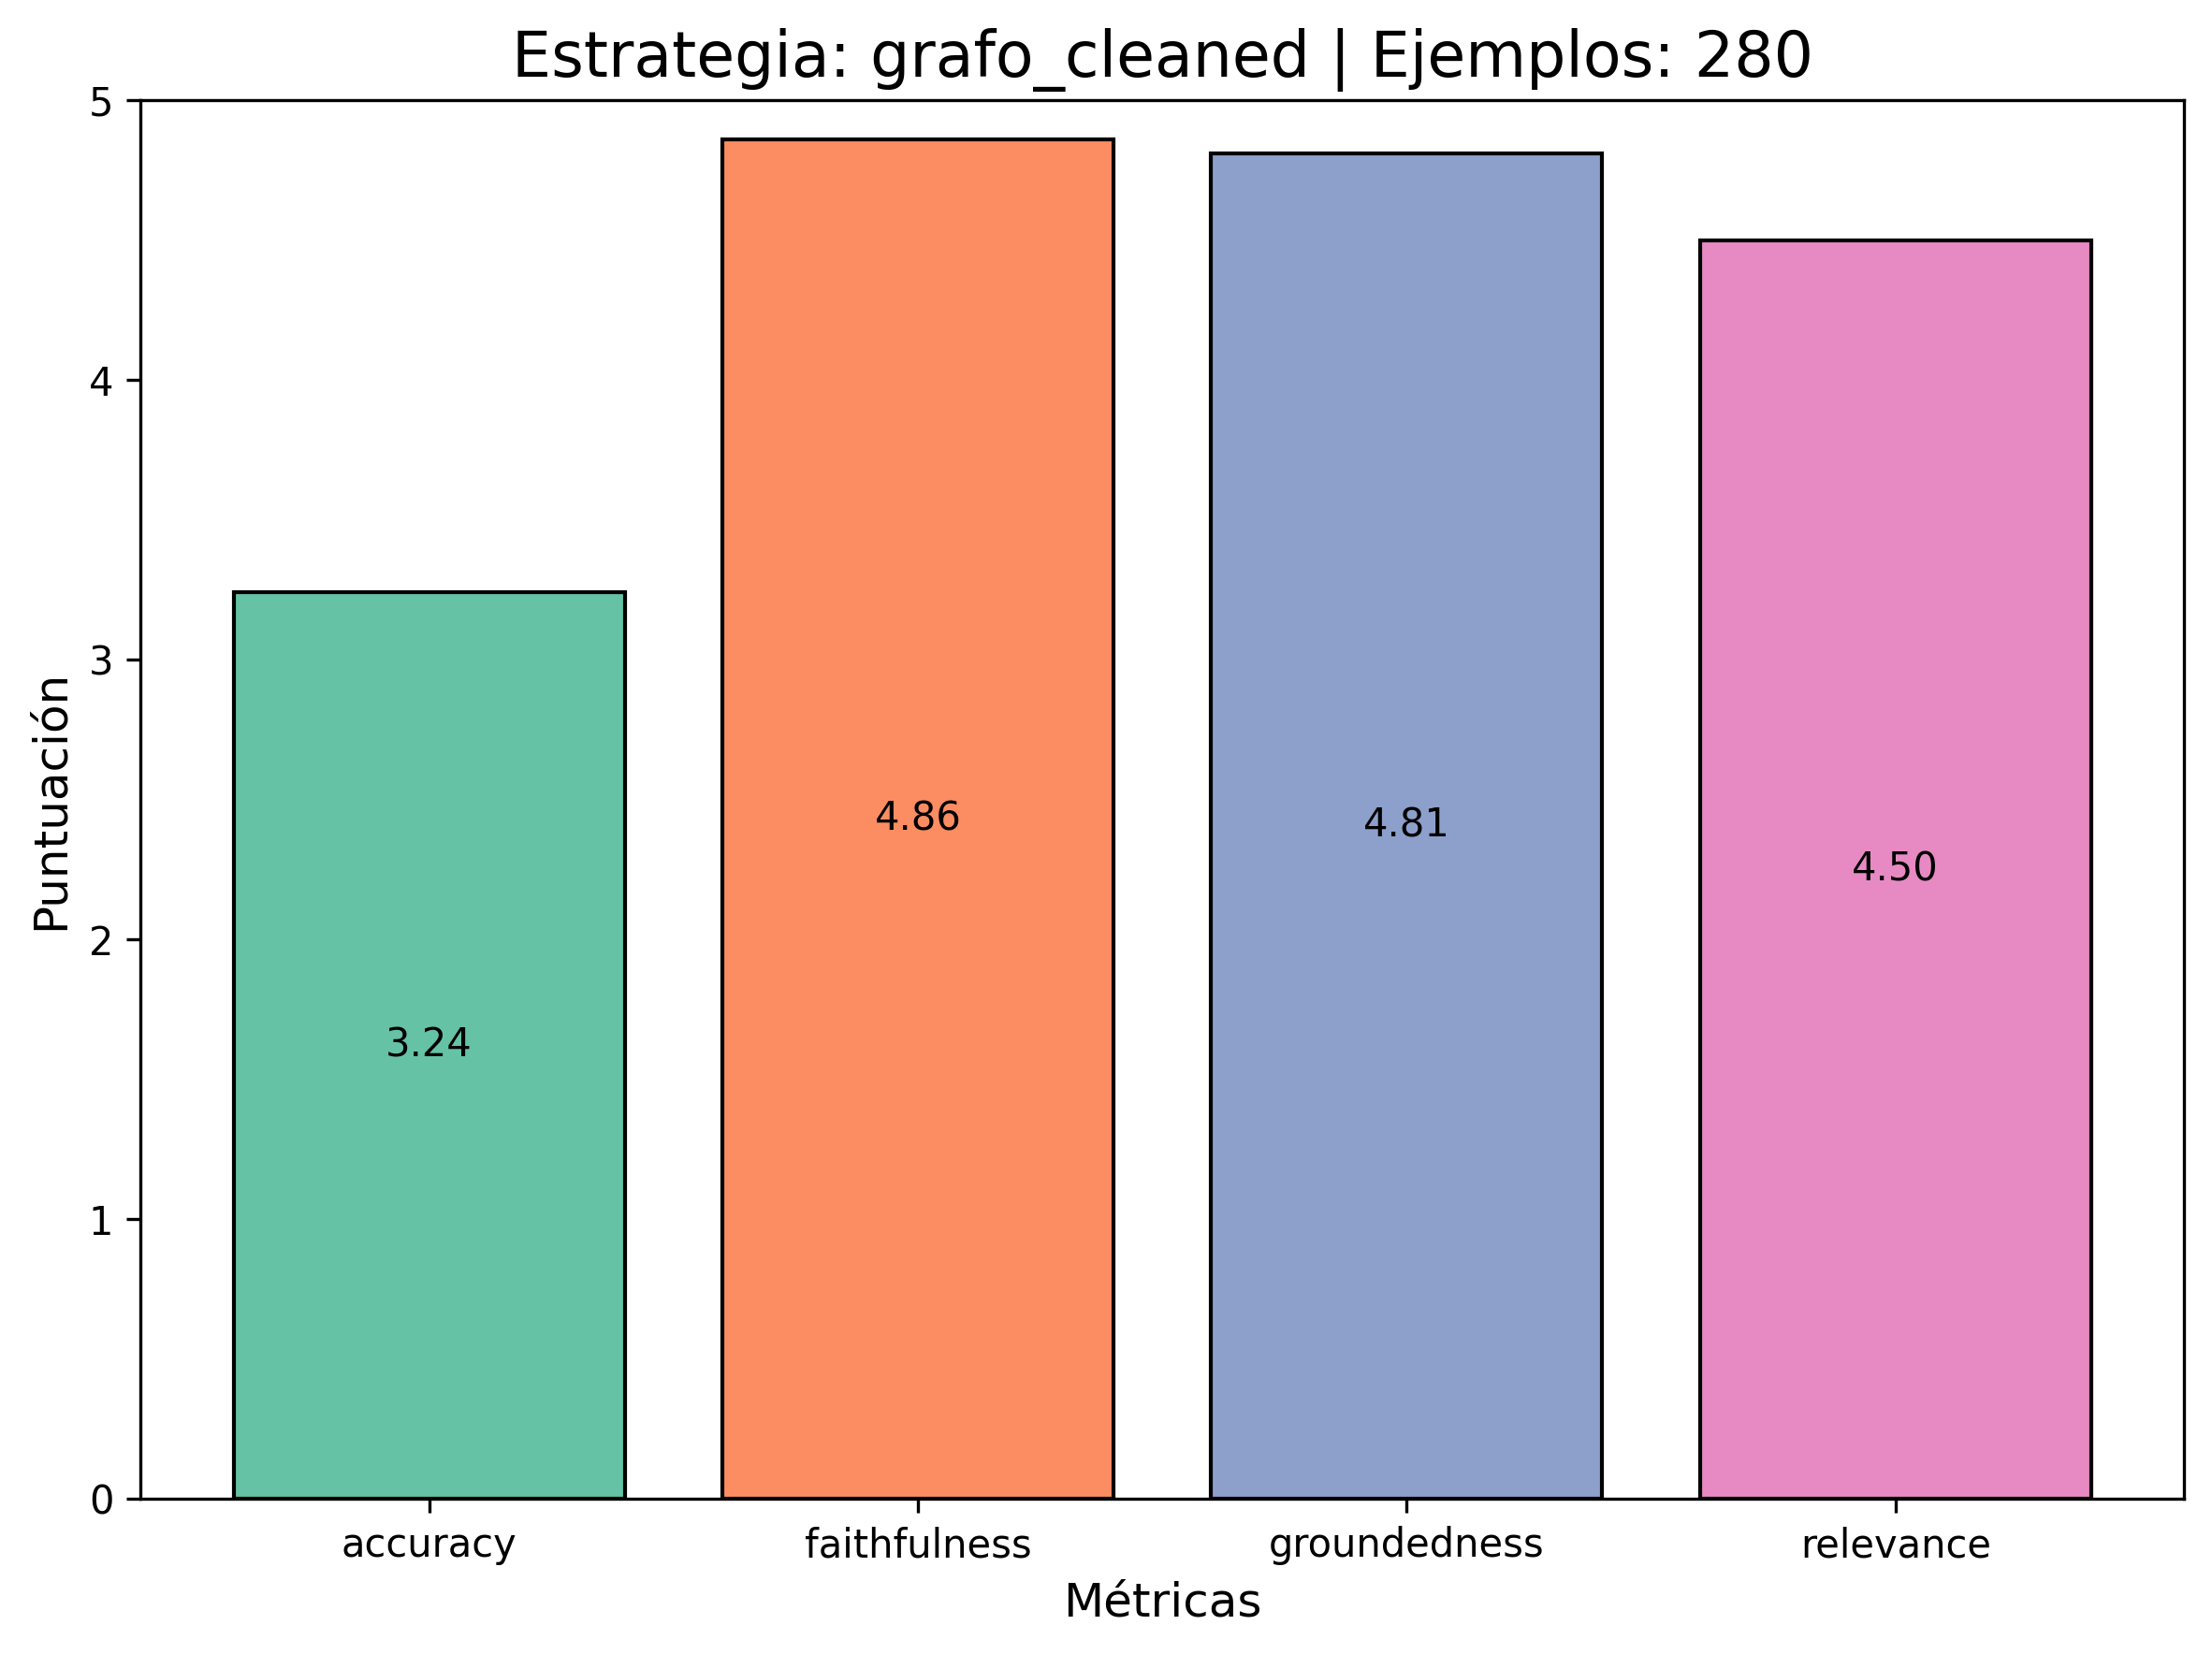 Estrategia: grafo_cleaned | Ejemplos: 280
Puntuación
5
4
3
2
1
0
3.24
4.86
4.81
4.50
accuracy
faithfulness
groundedness
relevance
Métricas